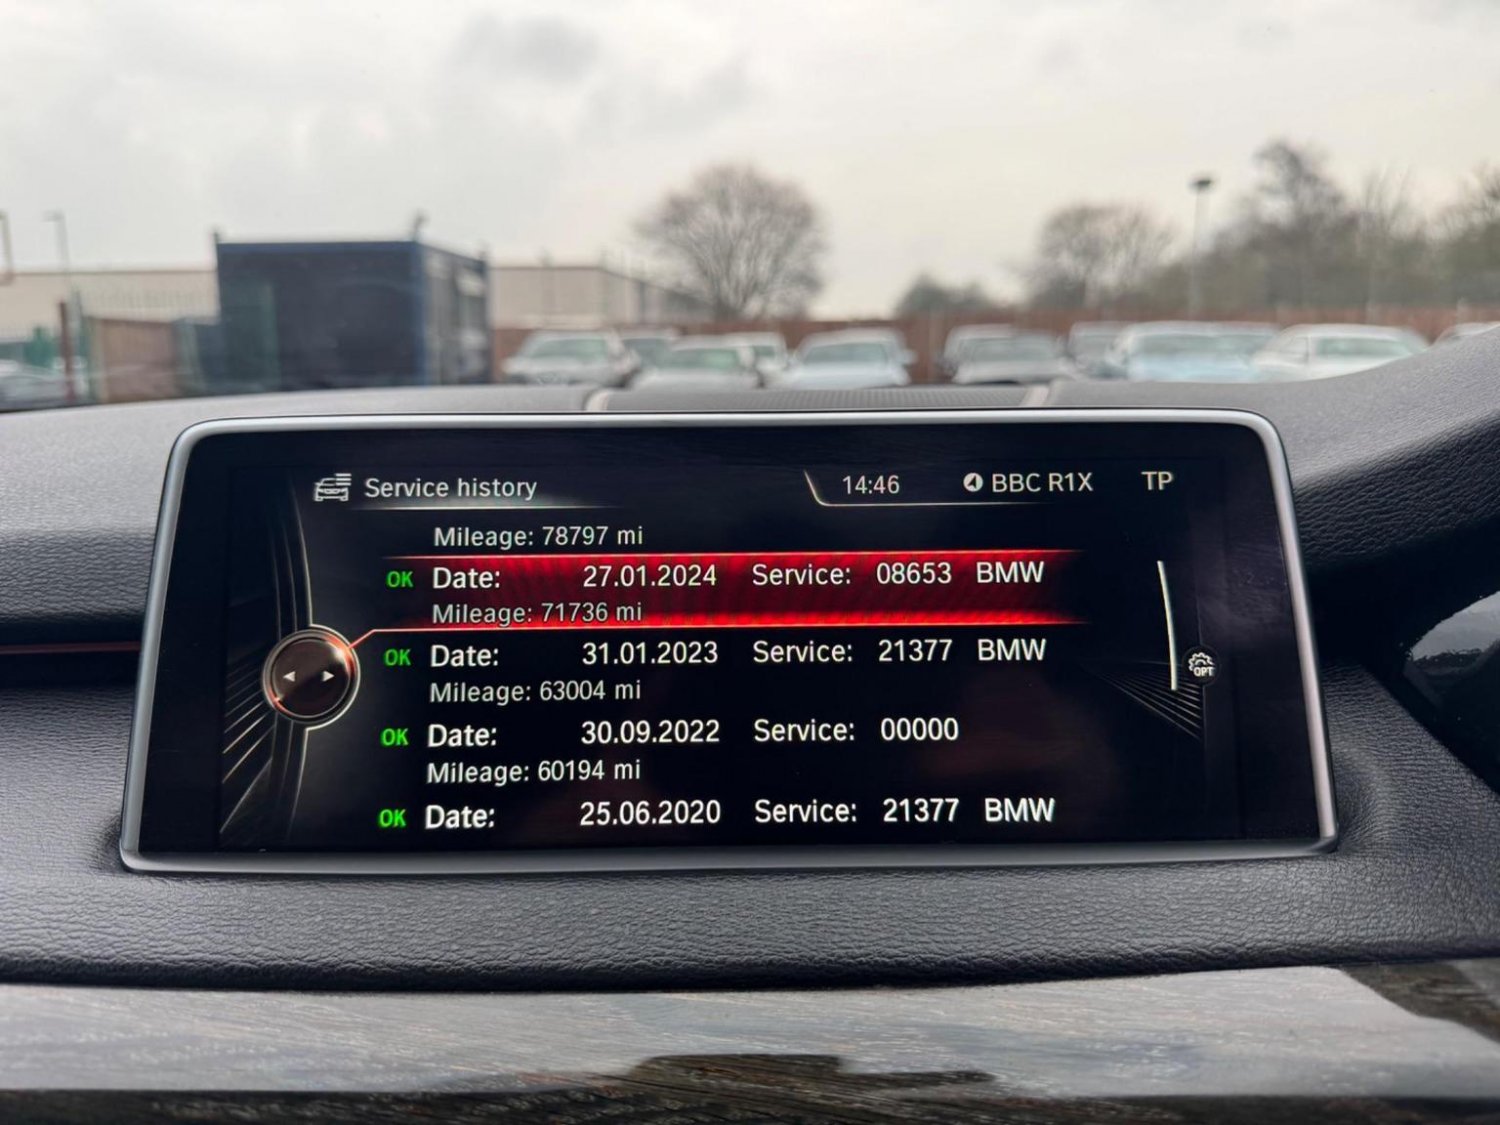 Service history 14:46 BBC R1X TP
Mileage: 78797 mi
OK Date: 27.01.2024 Service: 08653 BMW
Mileage: 71736 mi
OK Date: 31.01.2023 Service: 21377 BMW
Mileage: 63004 mi
OPT
OK Date: 30.09.2022 Service: 00000
Mileage: 60194 mi
OK Date: 25.06.2020 Service: 21377 BMW